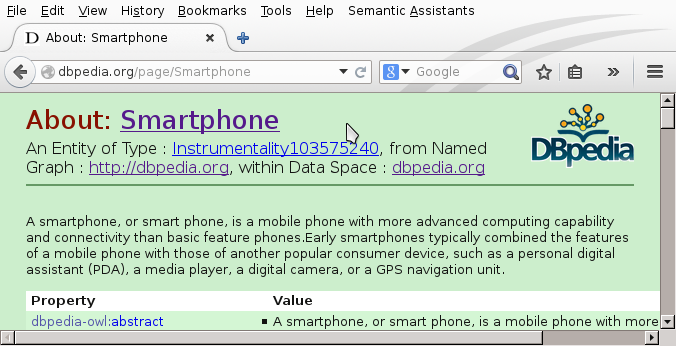 File Edit View History Bookmarks Tools Help Semantic Assistants
D About: Smartphone
dbpedia.org/page/Smartphone
8 Google
About: Smartphone
DBpedia
An Entity of Type : Instrumentality103575240, from Named
Graph : http://dbpedia.org, within Data Space : dbpedia.org
A smartphone, or smart phone, is a mobile phone with more advanced computing capability
and connectivity than basic feature phones.Early smartphones typically combined the features
of a mobile phone with those of another popular consumer device, such as a personal digital
assistant (PDA), a media player, a digital camera, or a GPS navigation unit.
Property Value
dbpedia-owl:abstract ▪ A smartphone, or smart phone, is a mobile phone with more